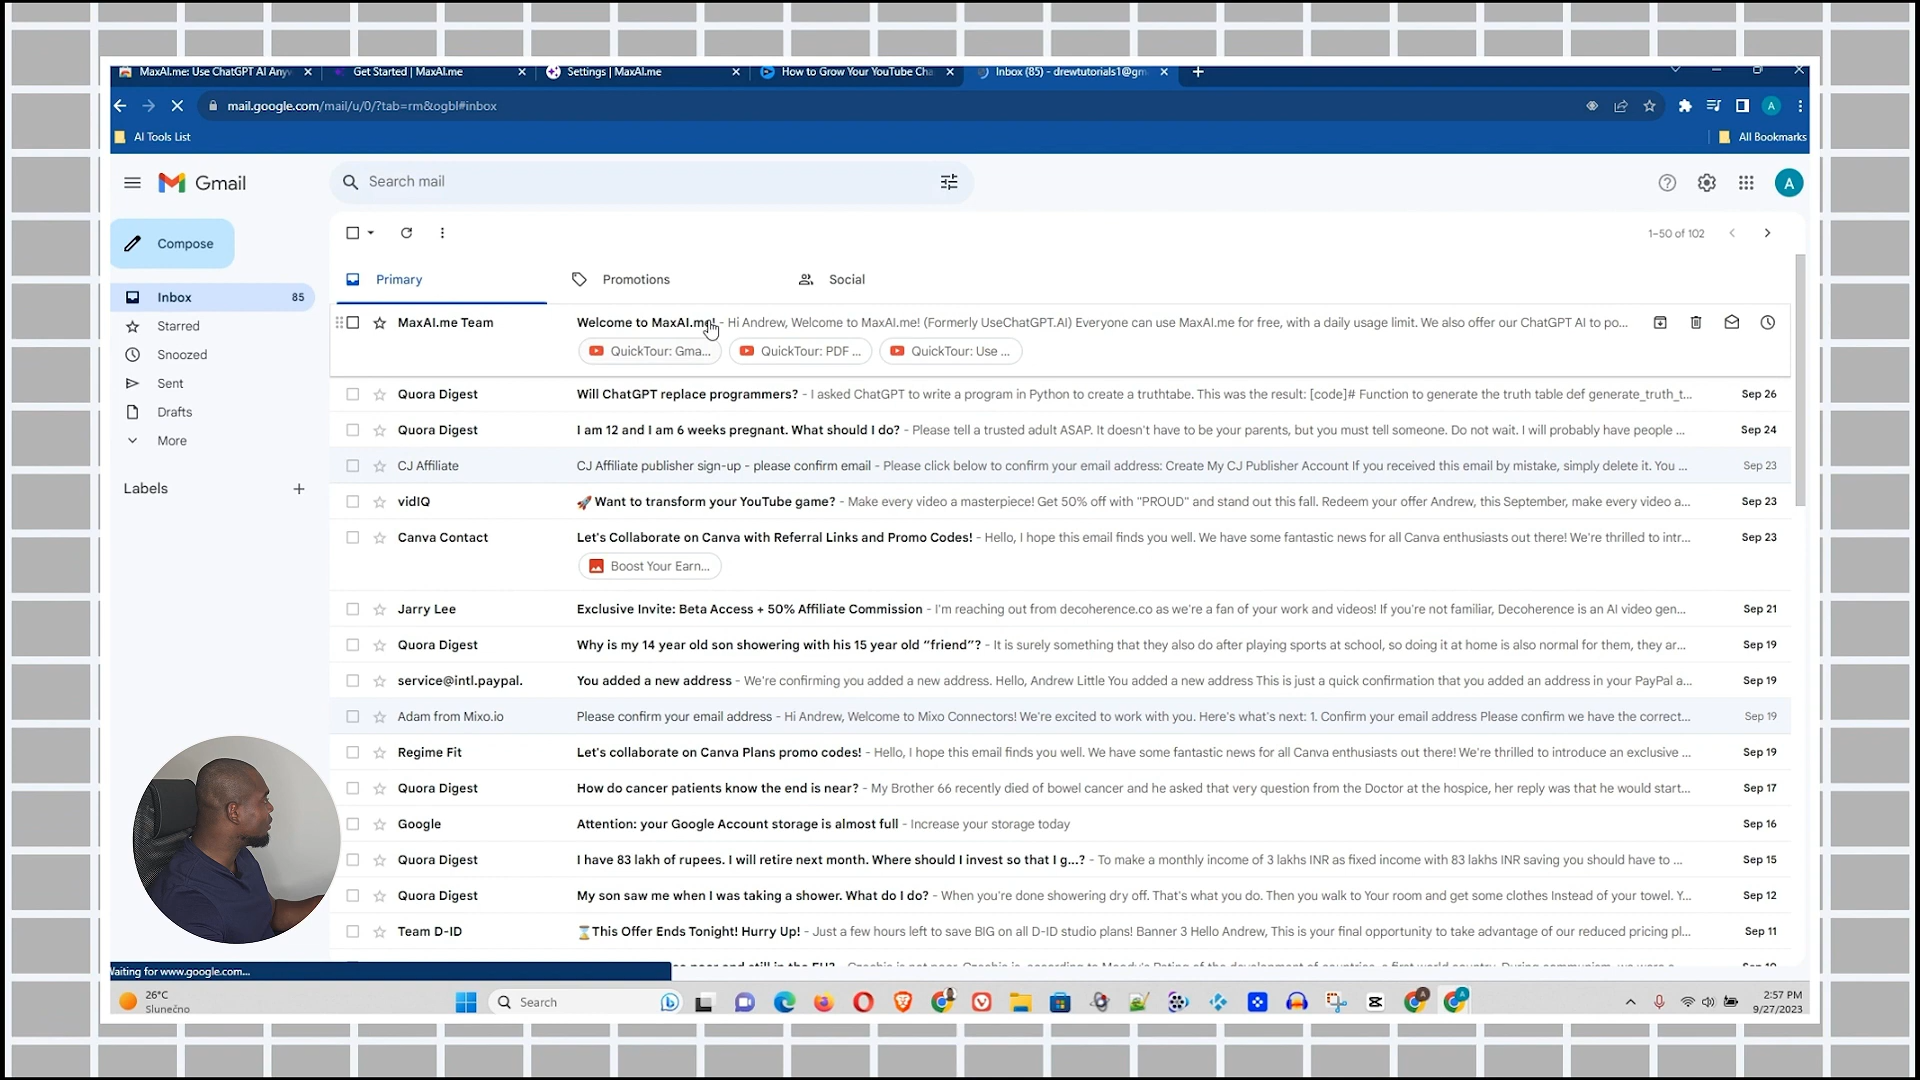 MaxAI.me: Use ChatGPT AI Anyw
Get Started | MaxAI.me
Settings | MaxAI.me
How to Grow Your YouTube Cha
Inbox (85) - drewtutorials1@gm
mail.google.com/mail/u/0/?tab=rm&ogbl#inbox
A
AI Tools List
All Bookmarks
Gmail
Search mail
A
Compose
1–50 of 102
Primary
Promotions
Social
Inbox 85
Starred
Snoozed
Sent
Drafts
More
Labels
MaxAI.me Team Welcome to MaxAI.me! - Hi Andrew, Welcome to MaxAI.me! (Formerly UseChatGPT.AI) Everyone can use MaxAI.me for free, with a daily usage limit. We also offer our ChatGPT AI to po...
QuickTour: Gma... QuickTour: PDF ... QuickTour: Use ...
Quora Digest Will ChatGPT replace programmers? - I asked ChatGPT to write a program in Python to create a truthtabe. This was the result: [code]# Function to generate the truth table def generate_truth_t... Sep 26
Quora Digest I am 12 and I am 6 weeks pregnant. What should I do? - Please tell a trusted adult ASAP. It doesn't have to be your parents, but you must tell someone. Do not wait. I will probably have people ... Sep 24
CJ Affiliate CJ Affiliate publisher sign-up - please confirm email - Please click below to confirm your email address: Create My CJ Publisher Account If you received this email by mistake, simply delete it. You ... Sep 23
vidIQ 🚀 Want to transform your YouTube game? - Make every video a masterpiece! Get 50% off with "PROUD" and stand out this fall. Redeem your offer Andrew, this September, make every video a... Sep 23
Canva Contact Let's Collaborate on Canva with Referral Links and Promo Codes! - Hello, I hope this email finds you well. We have some fantastic news for all Canva enthusiasts out there! We're thrilled to intr... Sep 23
Boost Your Earn...
Jarry Lee Exclusive Invite: Beta Access + 50% Affiliate Commission - I'm reaching out from decoherence.co as we're a fan of your work and videos! If you're not familiar, Decoherence is an AI video gen... Sep 21
Quora Digest Why is my 14 year old son showering with his 15 year old “friend”? - It is surely something that they also do after playing sports at school, so doing it at home is also normal for them, they ar... Sep 19
service@intl.paypal. You added a new address - We're confirming you added a new address. Hello, Andrew Little You added a new address This is just a quick confirmation that you added an address in your PayPal a... Sep 19
Adam from Mixo.io Please confirm your email address - Hi Andrew, Welcome to Mixo Connectors! We're excited to work with you. Here's what's next: 1. Confirm your email address Please confirm we have the correct... Sep 19
Regime Fit Let's collaborate on Canva Plans promo codes! - Hello, I hope this email finds you well. We have some fantastic news for all Canva enthusiasts out there! We're thrilled to introduce an exclusive ... Sep 19
Quora Digest How do cancer patients know the end is near? - My Brother 66 recently died of bowel cancer and he asked that very question from the Doctor at the hospice, her reply was that he would start... Sep 17
Google Attention: your Google Account storage is almost full - Increase your storage today Sep 16
Quora Digest I have 83 lakh of rupees. I will retire next month. Where should I invest so that I g...? - To make a monthly income of 3 lakhs INR as fixed income with 83 lakhs INR saving you should have to ... Sep 15
Quora Digest My son saw me when I was taking a shower. What do I do? - When you're done showering dry off. That's what you do. Then you walk to Your room and get some clothes Instead of your towel. Y... Sep 12
Team D-ID ⌛This Offer Ends Tonight! Hurry Up! - Just a few hours left to save BIG on all D-ID studio plans! Banner 3 Hello Andrew, This is your final opportunity to take advantage of our reduced pricing pl... Sep 11
Waiting for www.google.com...
26°C
Slunečno
Search
2:57 PM
9/27/2023